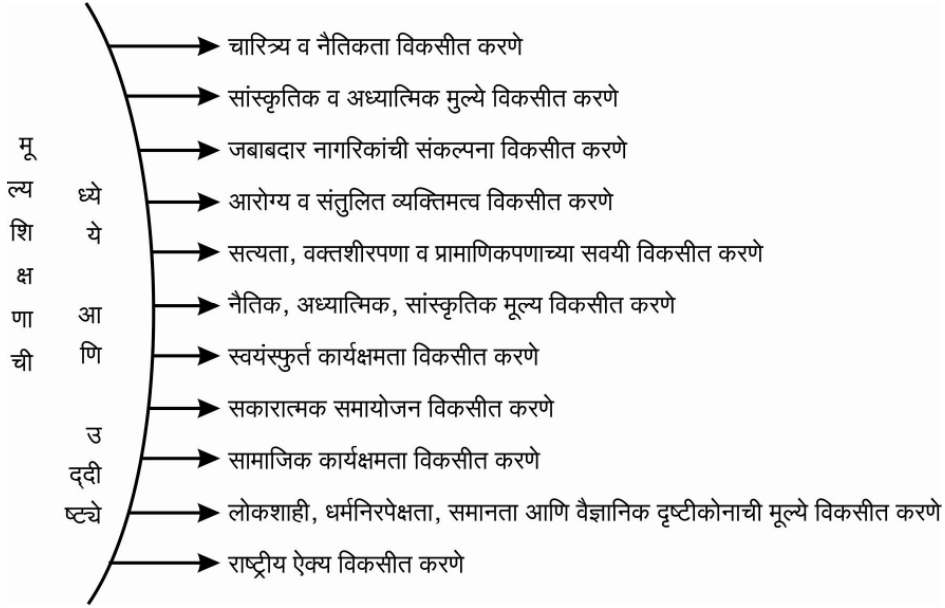 मूल्यशिक्षणाची
ध्येये आणि उद्दीष्ट्ये
चारित्र्य व नैतिकता विकसीत करणे
सांस्कृतिक व अध्यात्मिक मुल्ये विकसीत करणे
जबाबदार नागरिकांची संकल्पना विकसीत करणे
आरोग्य व संतुलित व्यक्तिमत्व विकसीत करणे
सत्यता, वक्तशीरपणा व प्रामाणिकपणाच्या सवयी विकसीत करणे
नैतिक, अध्यात्मिक, सांस्कृतिक मूल्य विकसीत करणे
स्वयंस्फुर्त कार्यक्षमता विकसीत करणे
सकारात्मक समायोजन विकसीत करणे
सामाजिक कार्यक्षमता विकसीत करणे
लोकशाही, धर्मनिरपेक्षता, समानता आणि वैज्ञानिक दृष्टीकोनाची मूल्ये विकसीत करणे
राष्ट्रीय ऐक्य विकसीत करणे